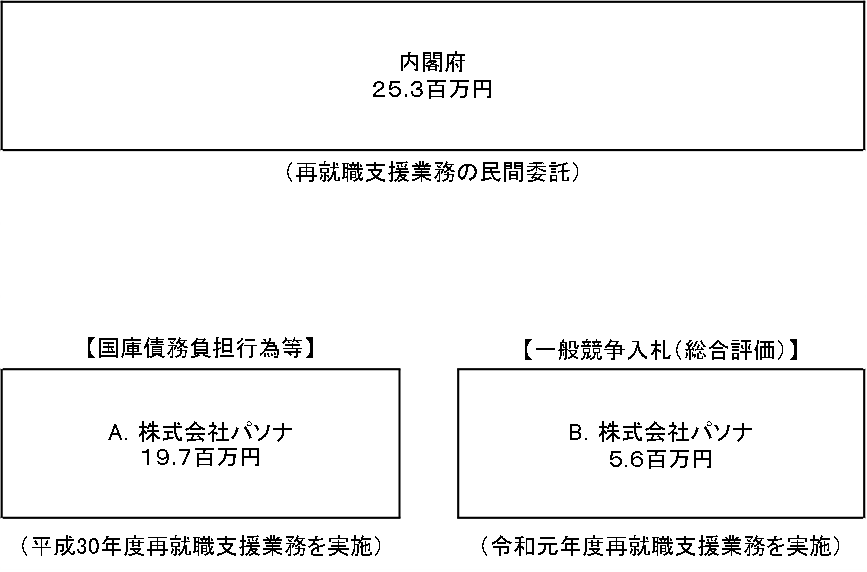 内閣府
25.3百万円
（再就職支援業務の民間委託）
【国庫債務負担行為等】
【一般競争入札（総合評価）】
A．株式会社パソナ
19.7百万円
B．株式会社パソナ
5.6百万円
（平成30年度再就職支援業務を実施）
（令和元年度再就職支援業務を実施）